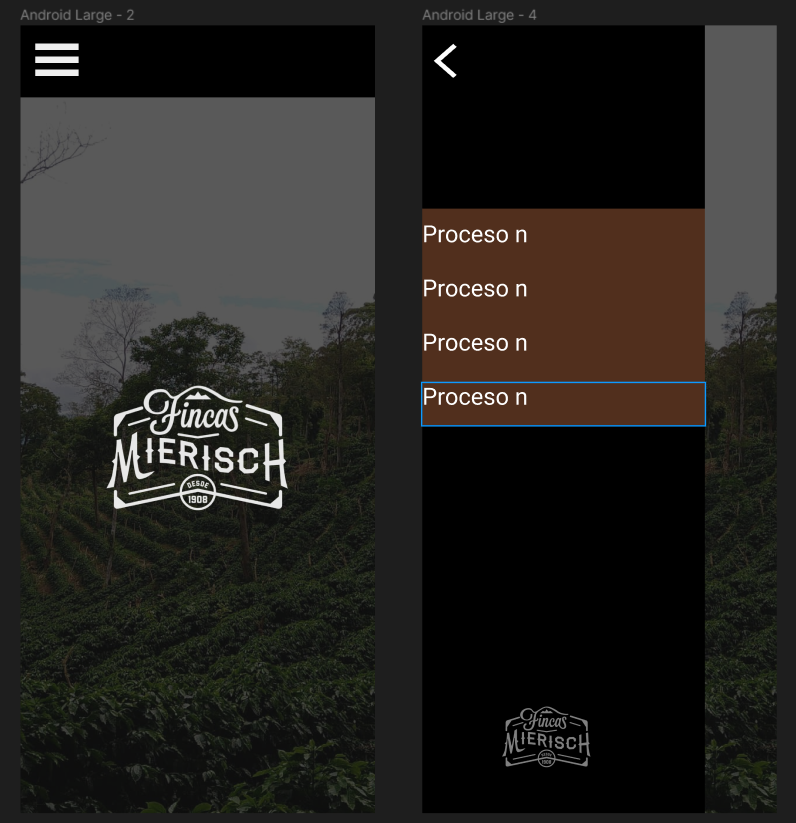 Android Large - 2
Fincas
MIERISCH
DESDE
1908
Android Large - 4
Proceso n
Proceso n
Proceso n
Proceso n
Fincas
MIERISCH
DESDE
1908